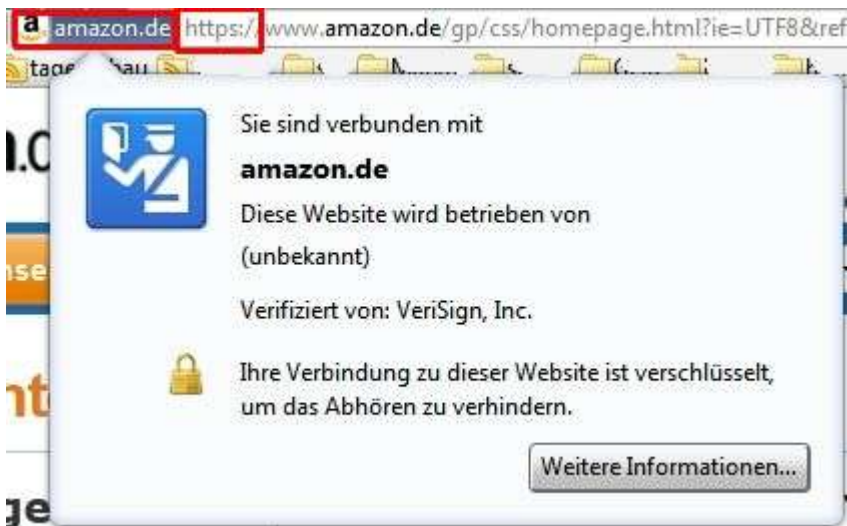 a. amazon.de https://www.amazon.de/gp/css/homepage.html?ie=UTF8&ref
Sie sind verbunden mit
amazon.de
Diese Website wird betrieben von
(unbekannt)
Verifiziert von: VeriSign, Inc.
Ihre Verbindung zu dieser Website ist verschlüsselt,
um das Abhören zu verhindern.
Weitere Informationen...